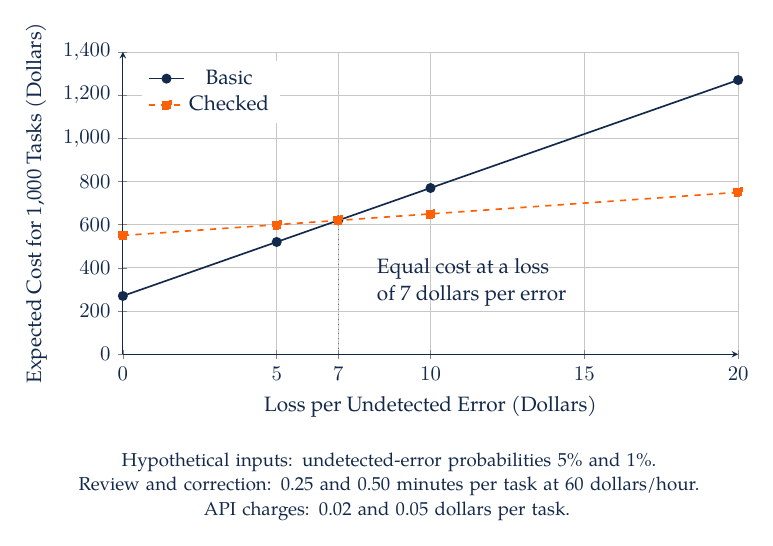 Expected Cost for 1,000 Tasks (Dollars)
1,400
1,200
1,000
800
600
400
200
0
Basic
Checked
Equal cost at a loss
of 7 dollars per error
0 5 7 10 15 20
Loss per Undetected Error (Dollars)
Hypothetical inputs: undetected-error probabilities 5% and 1%.
Review and correction: 0.25 and 0.50 minutes per task at 60 dollars/hour.
API charges: 0.02 and 0.05 dollars per task.